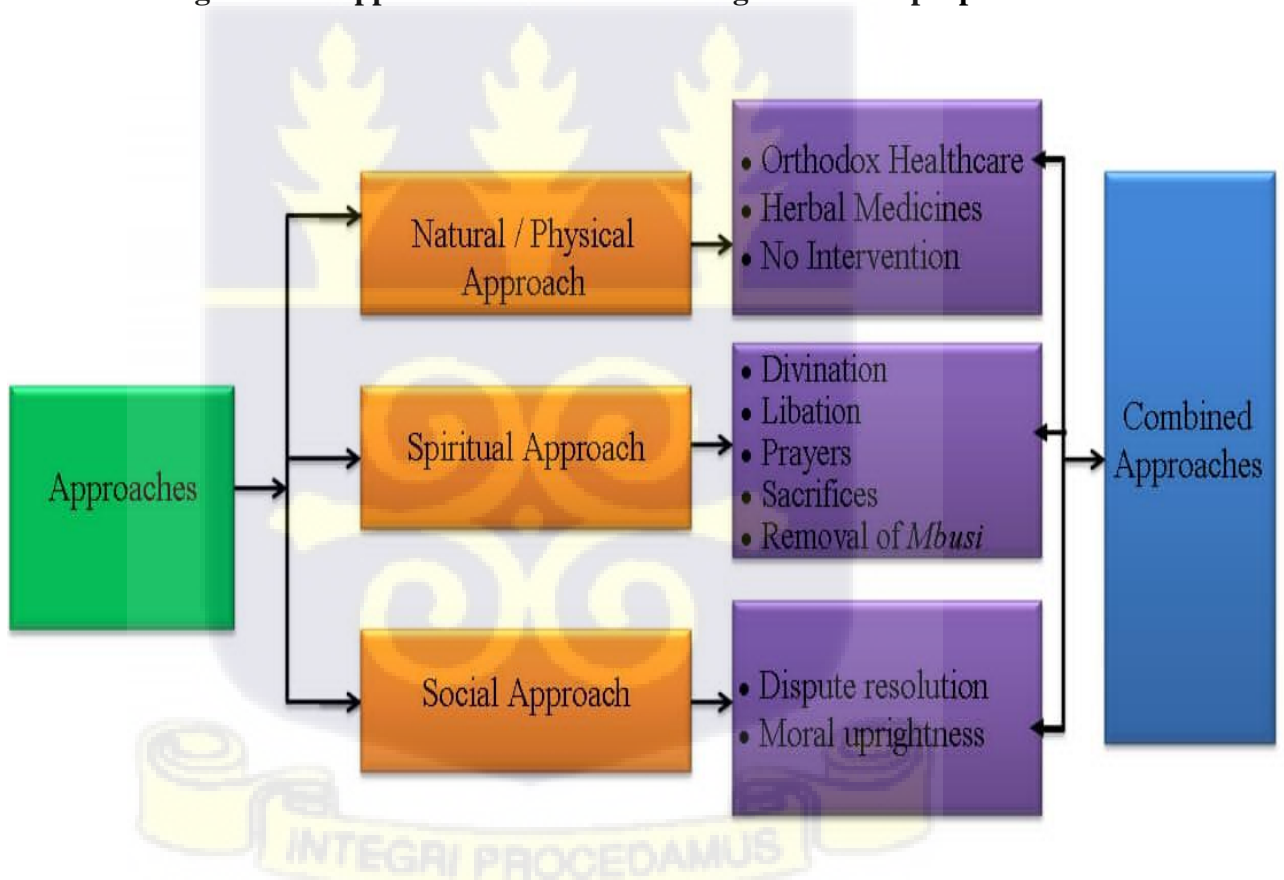 Natural / Physical
Approach
• Orthodox Healthcare
• Herbal Medicines
• No Intervention
Approaches
Spiritual Approach
• Divination
• Libation
• Prayers
• Sacrifices
• Removal of Mbusi
Combined
Approaches
Social Approach
• Dispute resolution
• Moral uprightness
INTEGRI PROCEDAMUS